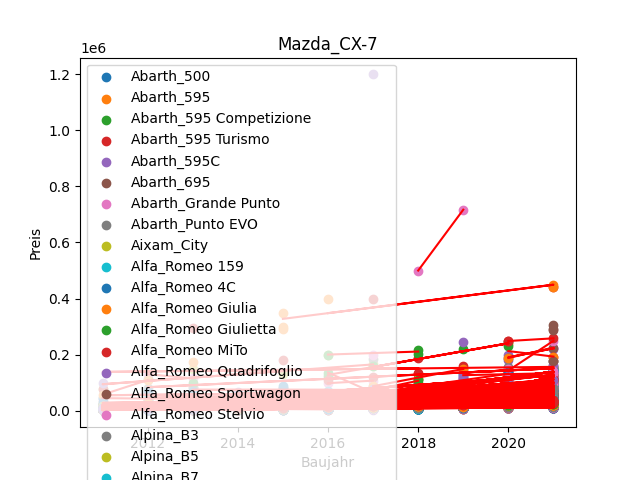 Mazda_CX-7
1e6
1.2
1.0
0.8
0.6
0.4
0.2
0.0
Preis
Abarth_500
Abarth_595
Abarth_595 Competizione
Abarth_595 Turismo
Abarth_595C
Abarth_695
Abarth_Grande Punto
Abarth_Punto EVO
Aixam_City
Alfa_Romeo 159
Alfa_Romeo 4C
Alfa_Romeo Giulia
Alfa_Romeo Giulietta
Alfa_Romeo MiTo
Alfa_Romeo Quadrifoglio
Alfa_Romeo Sportwagon
Alfa_Romeo Stelvio
Alpina_B3
Alpina_B5
Alpina_B7
2012 2014 2016 2018 2020
Baujahr